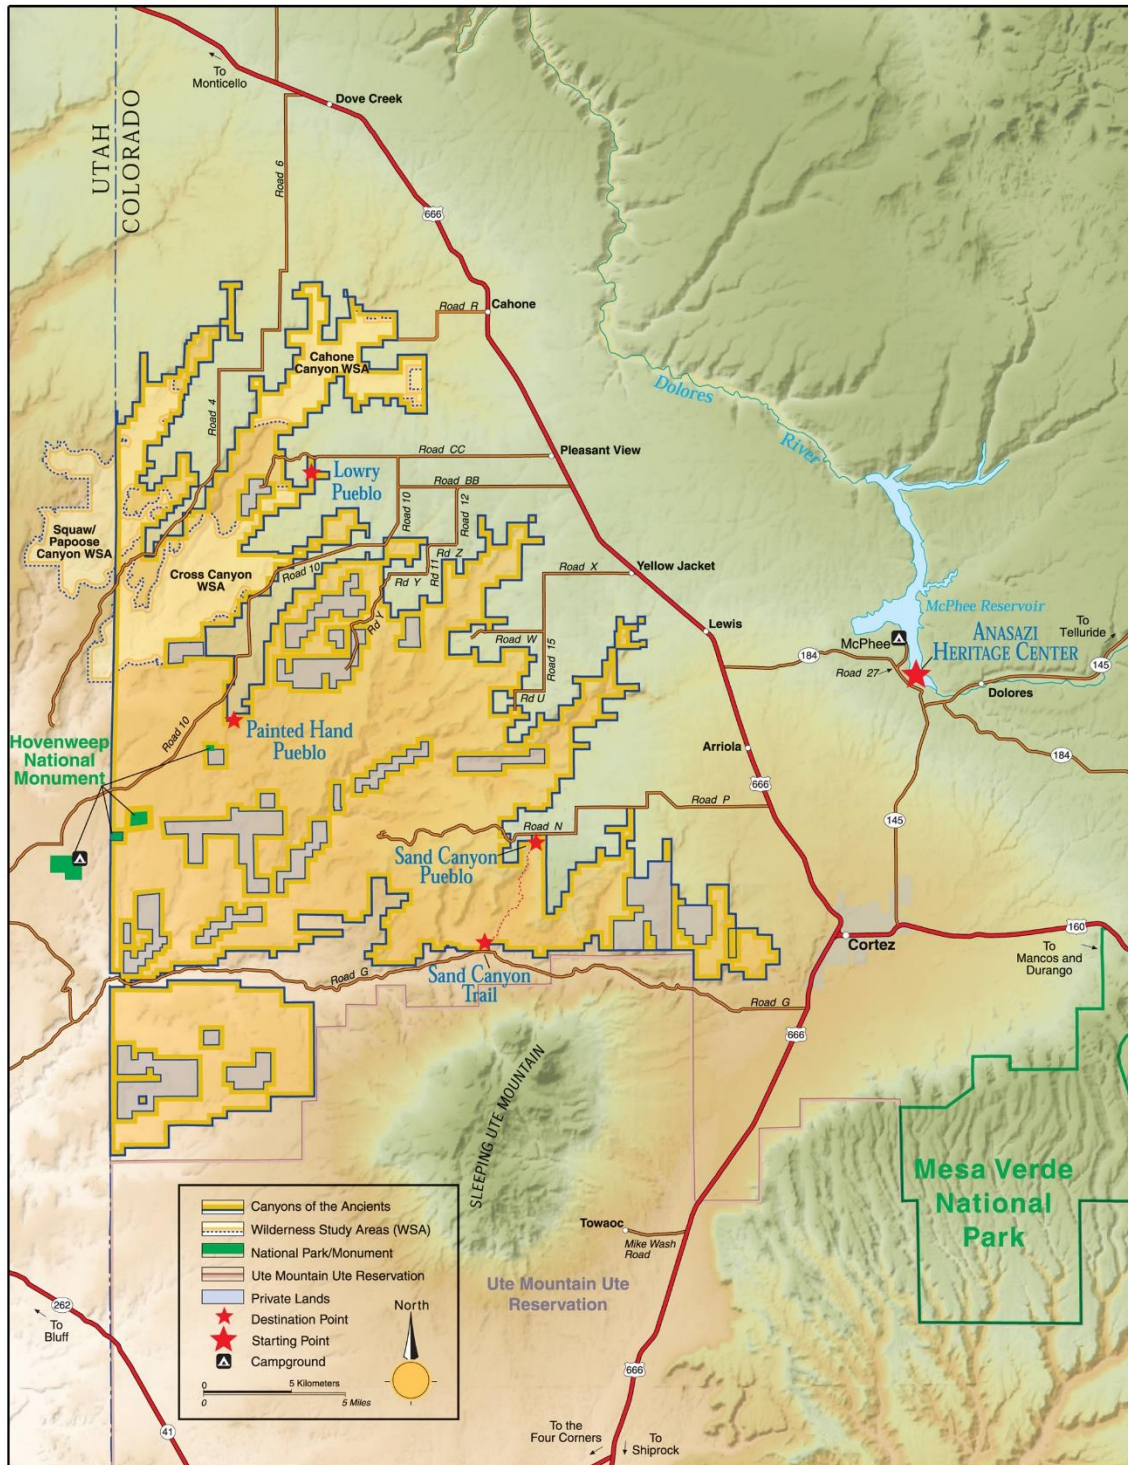 To
Monticello
Dove Creek
UTAH
COLORADO
Road 6
666
Road R
Cahone
Cahone
Canyon WSA
Road 4
Dolores
River
Road CC
Pleasant View
Lowry
Pueblo
Road BB
Road 10
Road 12
Squaw/
Papoose
Canyon WSA
Cross Canyon
WSA
Road 10
Rd Z
Rd 11
Rd Y
Rd Y
Road X
Yellow Jacket
Road W
Road 15
Rd U
Lewis
McPhee Reservoir
McPhee
ANASAZI
HERITAGE CENTER
To
Telluride
184
Road 27
145
Dolores
Road 10
Painted Hand
Pueblo
Hovenweep
National
Monument
Arriola
184
666
Road P
145
Road N
Sand Canyon
Pueblo
Cortez
160
To
Mancos and
Durango
Road G
Sand Canyon
Trail
Road G
666
SLEEPING UTE MOUNTAIN
Mesa Verde
National
Park
Towaoc
Mike Wash
Road
Ute Mountain Ute
Reservation
Canyons of the Ancients
Wilderness Study Areas (WSA)
National Park/Monument
Ute Mountain Ute Reservation
Private Lands
Destination Point
Starting Point
Campground
North
0
5 Kilometers
0
5 Miles
262
To
Bluff
41
666
To the
Four Corners
To
Shiprock